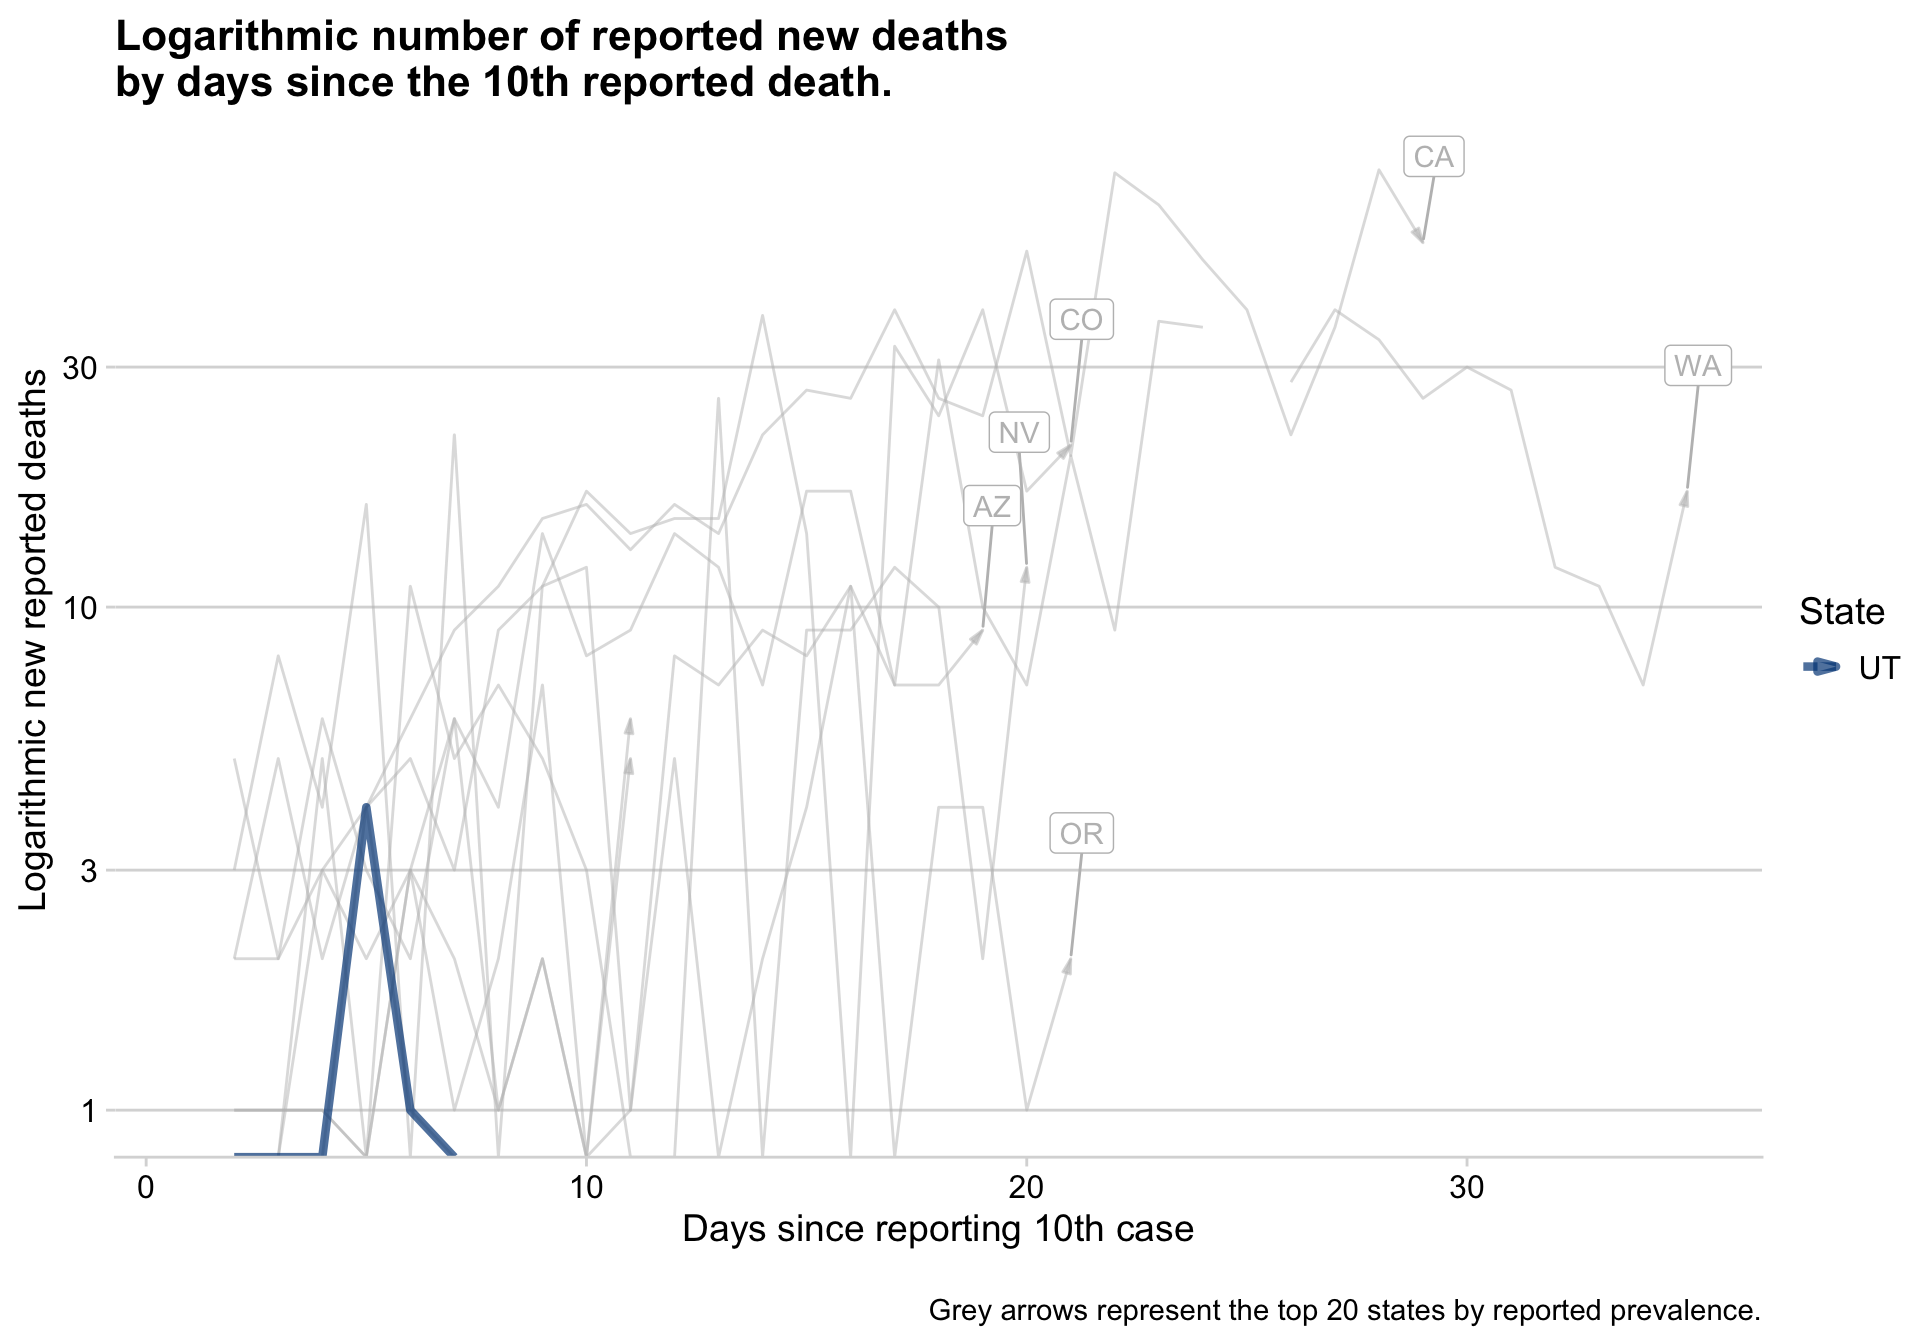 Logarithmic number of reported new deaths
by days since the 10th reported death.
CA
CO
WA
30
NV
AZ
10
State
UT
OR
3
1
Logarithmic new reported deaths
0
10
20
30
Days since reporting 10th case
Grey arrows represent the top 20 states by reported prevalence.